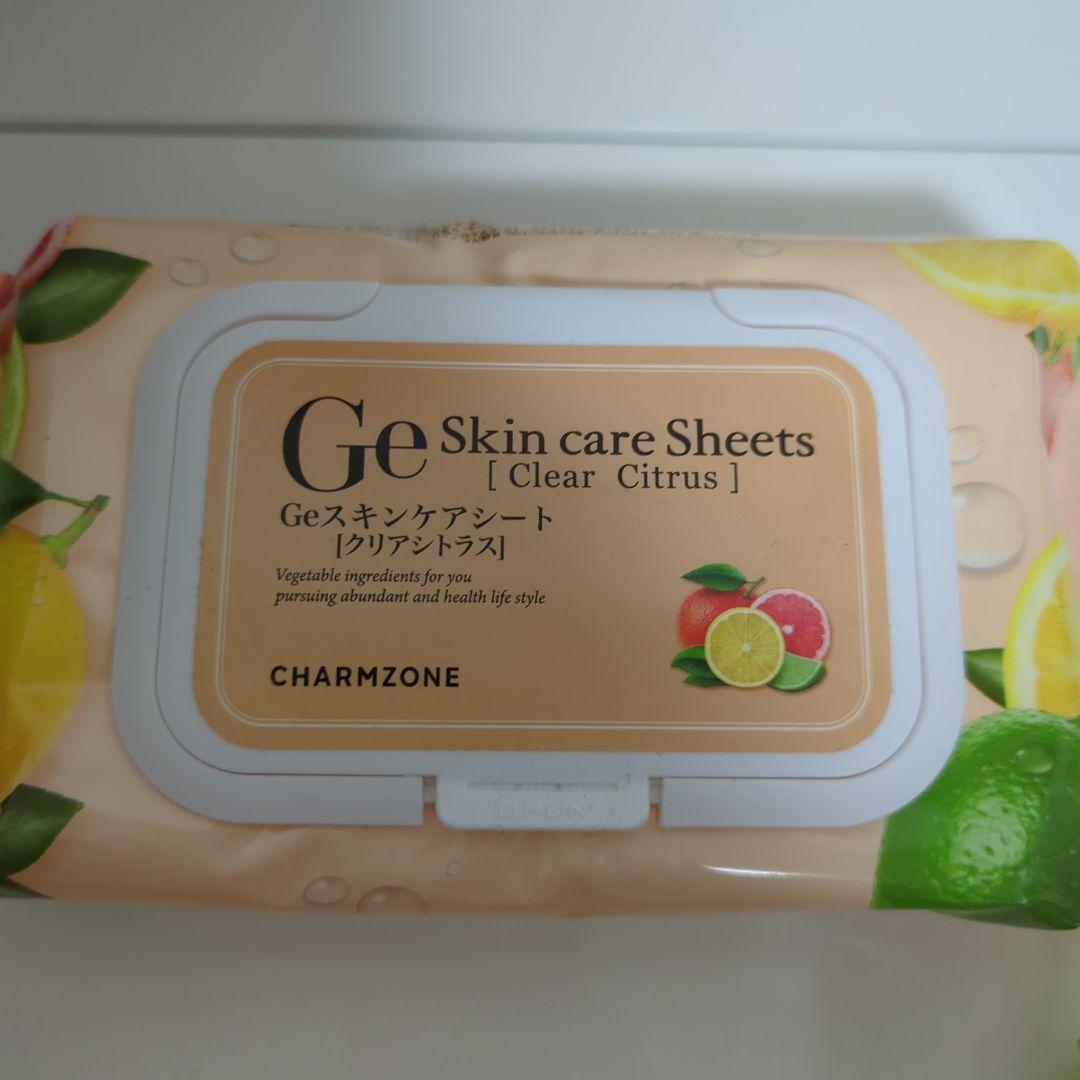 Ge Skin care Sheets
[ Clear Citrus ]
Geスキンケアシート
[クリアシトラス]
Vegetable ingredients for you
pursuing abundant and health life style
CHARMZONE
OPEN